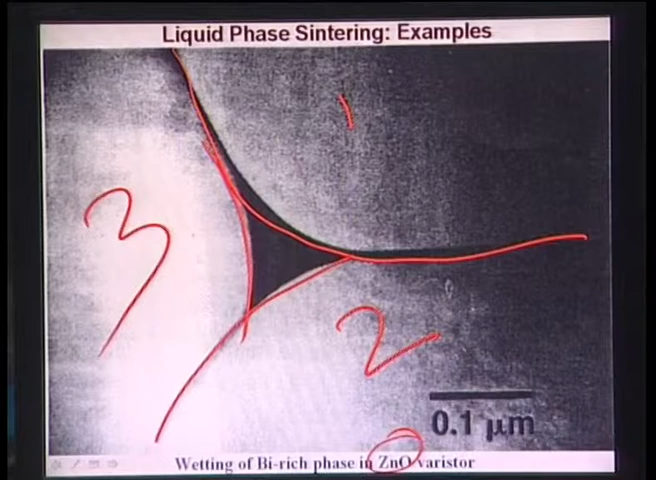 Liquid Phase Sintering: Examples
1
3
2
0.1 µm
Wetting of Bi-rich phase in ZnO varistor